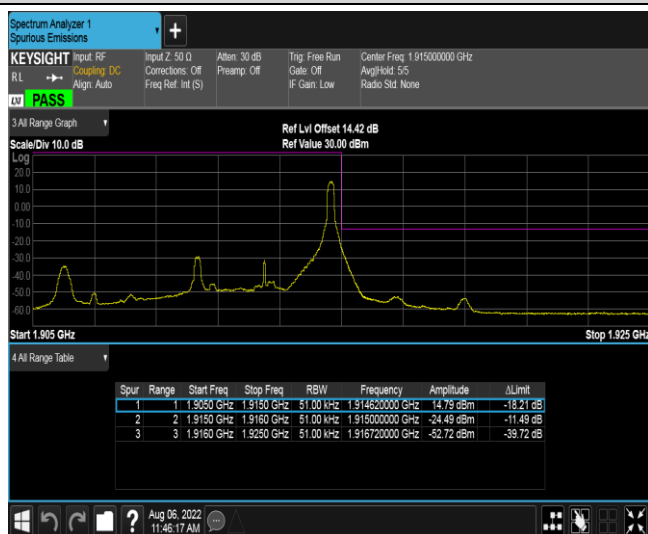 Spectrum Analyzer 1
Spurious Emissions
+
KEYSIGHT Input: RF Input Z: 50 Ω Atten: 30 dB Trig: Free Run Center Freq: 1.915000000 GHz
RL Coupling: DC Corrections: Off Preamp: Off Gate: Off Avg|Hold: 5/5
Align: Auto Freq Ref: Int (S) IF Gain: Low Radio Std: None
LXI PASS
3 All Range Graph
Ref Lvl Offset 14.42 dB
Scale/Div 10.0 dB Ref Value 30.00 dBm
Log
20.0
10.0
0.00
-10.0
-20.0
-30.0
-40.0
-50.0
-60.0
Start 1.905 GHz Stop 1.925 GHz
4 All Range Table
Spur Range Start Freq Stop Freq RBW Frequency Amplitude ΔLimit
1 1 1.9050 GHz 1.9150 GHz 51.00 kHz 1.914620000 GHz 14.79 dBm -18.21 dB
2 2 1.9150 GHz 1.9160 GHz 51.00 kHz 1.915000000 GHz -24.49 dBm -11.49 dB
3 3 1.9160 GHz 1.9250 GHz 51.00 kHz 1.916720000 GHz -52.72 dBm -39.72 dB
? Aug 06, 2022
11:46:17 AM